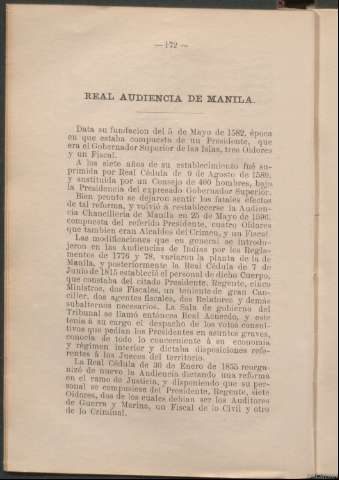 —172—
REAL AUDIENCIA DE MANILA.
Data su fundacion del 5 de Mayo de 1582, época
en que estaba compuesta de un Presidente, que
era el Gobernador Superior de las Islas, tres Oidores
y un Fiscal.
A los siete años de su establecimiento fué su-
primida por Real Cédula de 9 de Agosto de 1589,
y sustituida por un Consejo de 400 hombres, bajo
la Presidencia del expresado Gobernador Superior.
Bien pronto se dejaron sentir los fatales efectos
de tal reforma, y volvió á restablecerse la Audien-
cia Chancillería de Manila en 25 de Mayo de 1596,
compuesta del referido Presidente, cuatro Oidores
que tambien eran Alcaldes del Crímen, y un Fiscal.
Las modificaciones que en general se introdu-
jeron en las Audiencias de Indias por los Regla-
mentos de 1776 y 78, variaron la planta de la de
Manila, y posteriormente la Real Cédula de 7 de
Junio de 1815 estableció el personal de dicho Cuerpo,
que constaba del citado Presidente, Regente, cinco
Ministros, dos Fiscales, un teniente de gran Can-
ciller, dos agentes fiscales, dos Relatores y demás
subalternos necesarios. La Sala de gobierno del
Tribunal se llamó entonces Real Acuerdo, y este
tenia á su cargo el despacho de los votos consul-
tivos que pedian los Presidentes en asuntos graves,
conocia de todo lo concerniente á su economía
y régimen interior y dictaba disposiciones refe-
rentes á los Jueces del territorio.
La Real Cédula de 30 de Enero de 1855 reorga-
nizó de nuevo la Audiencia dictando una reforma
en el ramo de Justicia, y disponiendo que su per-
sonal se compusiese del Presidente, Regente, siete
Oidores, dos de los cuales debian ser los Auditores
de Guerra y Marina, un Fiscal de lo Civil y otro
de lo Criminal.